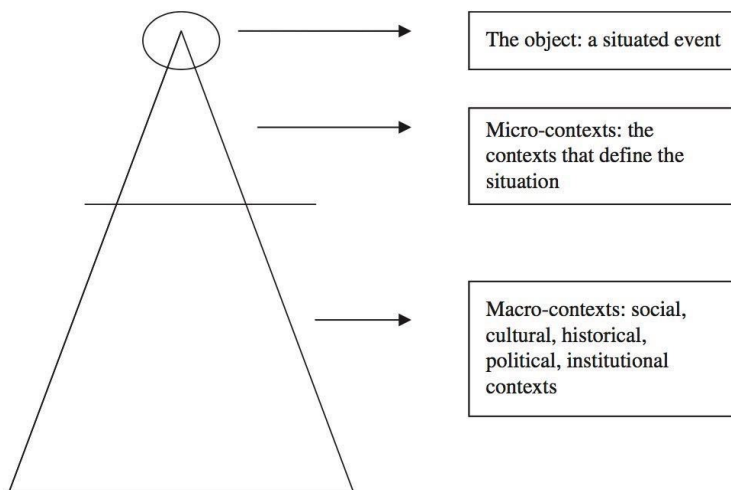 The object: a situated event
Micro-contexts: the
contexts that define the
situation
Macro-contexts: social,
cultural, historical,
political, institutional
contexts